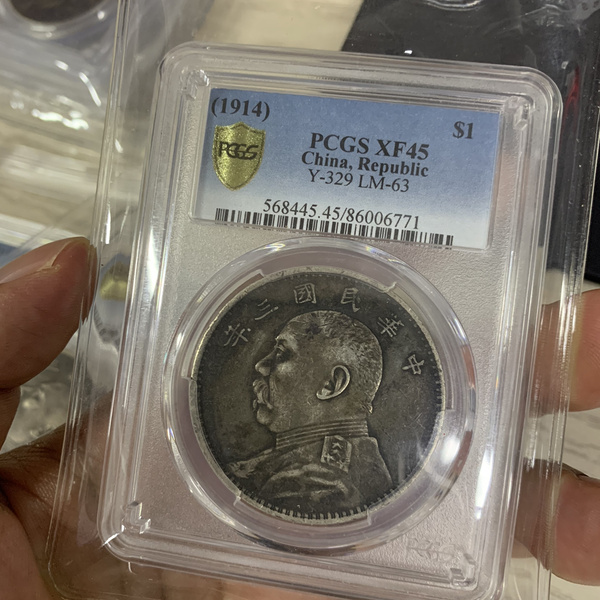 (1914)
$1
PCGS
PCGS XF45
China, Republic
Y-329 LM-63
568445.45/86006771
中華民國三年